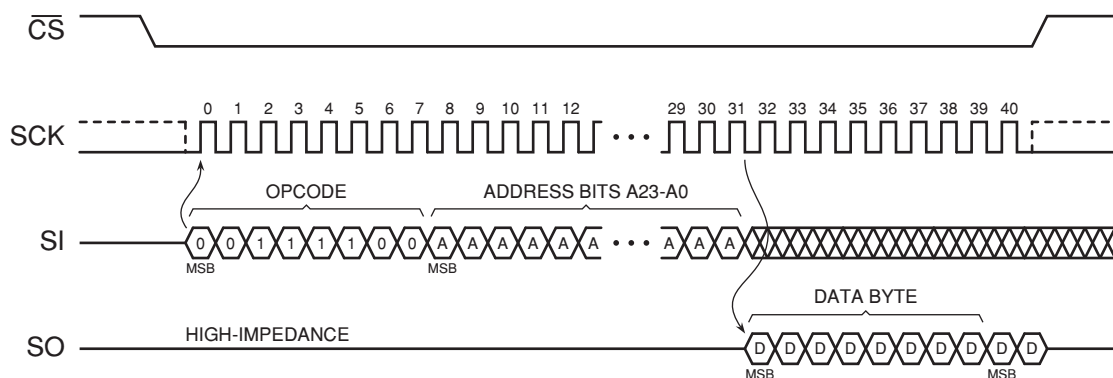 CS
0 1 2 3 4 5 6 7 8 9 10 11 12 29 30 31 32 33 34 35 36 37 38 39 40
SCK
OPCODE ADDRESS BITS A23-A0
SI 0 0 1 1 1 1 0 0 A A A A A A A A A
MSB MSB
DATA BYTE
HIGH-IMPEDANCE
SO D D D D D D D D D D
MSB MSB